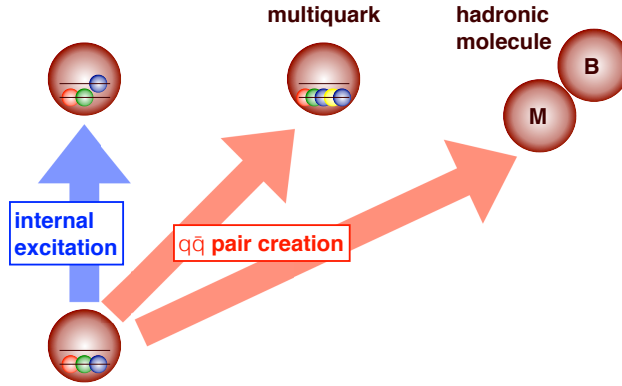 multiquark
hadronic
molecule
B
M
internal
excitation
qq̄ pair creation